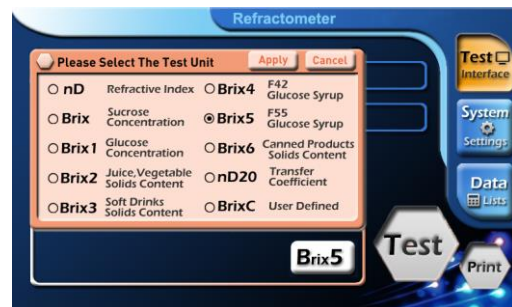 Refractometer
Please Select The Test Unit Apply Cancel
nD Refractive Index
Brix Sucrose
Concentration
Brix1 Glucose
Concentration
Brix2 Juice,Vegetable
Solids Content
Brix3 Soft Drinks
Solids Content
Brix4 F42
Glucose Syrup
Brix5 F55
Glucose Syrup
Brix6 Canned Products
Solids Content
nD20 Transfer
Coefficient
BrixC User Defined
Brix5
Test
Print
Test
Interface
System
Settings
Data
Lists